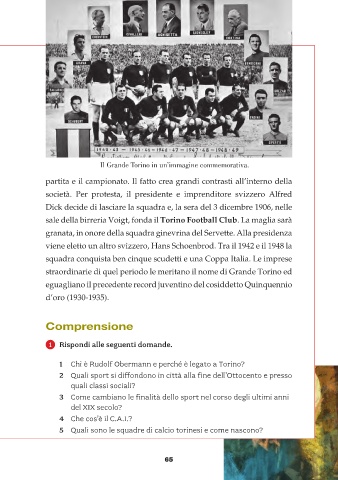 1942-43 — 1945-46 — 1946-47 — 1947-48 — 1948-49
Il Grande Torino in un'immagine commemorativa.
partita e il campionato. Il fatto crea grandi contrasti all'interno della
società. Per protesta, il presidente e imprenditore svizzero Alfred
Dick decide di lasciare la squadra e, la sera del 3 dicembre 1906, nelle
sale della birreria Voigt, fonda il Torino Football Club. La maglia sarà
granata, in onore della squadra ginevrina del Servette. Alla presidenza
viene eletto un altro svizzero, Hans Schoenbrod. Tra il 1942 e il 1948 la
squadra conquista ben cinque scudetti e una Coppa Italia. Le imprese
straordinarie di quel periodo le meritano il nome di Grande Torino ed
eguagliano il precedente record juventino del cosiddetto Quinquennio
d'oro (1930-1935).
Comprensione
1 Rispondi alle seguenti domande.
1 Chi è Rudolf Obermann e perché è legato a Torino?
2 Quali sport si diffondono in città alla fine dell'Ottocento e presso
quali classi sociali?
3 Come cambiano le finalità dello sport nel corso degli ultimi anni
del XIX secolo?
4 Che cos'è il C.A.I.?
5 Quali sono le squadre di calcio torinesi e come nascono?
65